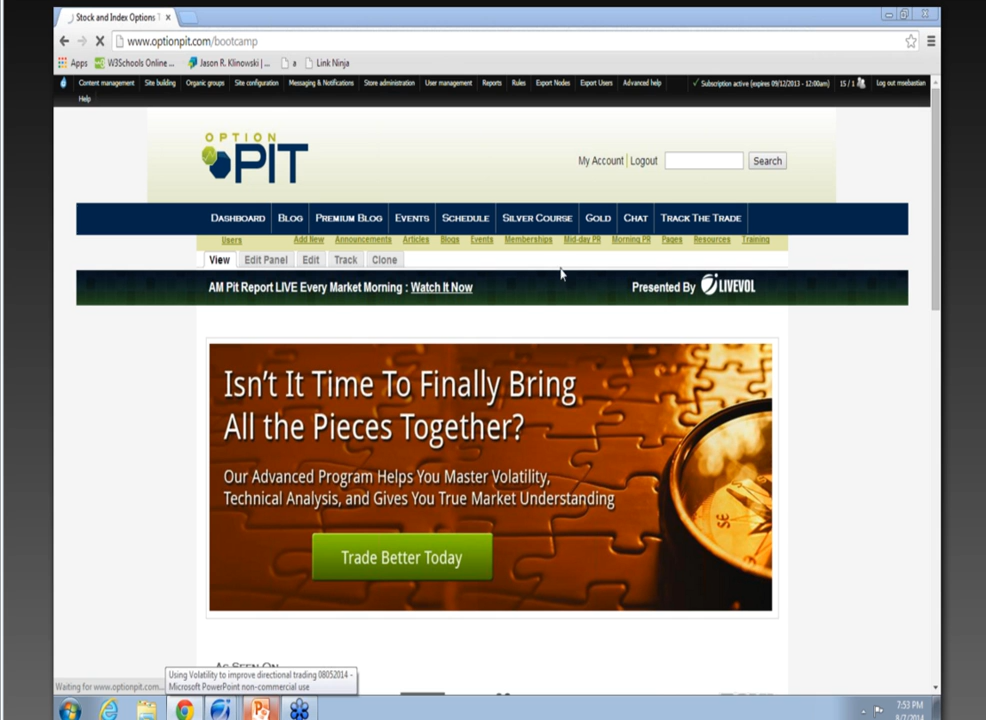 Stock and Index Options T
www.optionpit.com/bootcamp
Apps W3Schools Online ... Jason R. Klinowski | ... a Link Ninja
Content management Site building Organic groups Site configuration Messaging & Notifications Store administration User management Reports Rules Export Nodes Export Users Advanced help ✓ Subscription active (expires 09/12/2013 - 12:00am) 15 / 1 Log out msebastian
Help
OPTION
PIT
My Account Logout Search
DASHBOARD BLOG PREMIUM BLOG EVENTS SCHEDULE SILVER COURSE GOLD CHAT TRACK THE TRADE
Users Add New Announcements Articles Blogs Events Memberships Mid-day PR Morning PR Pages Resources Training
View Edit Panel Edit Track Clone
AM Pit Report LIVE Every Market Morning : Watch It Now Presented By LIVEVOL
Isn't It Time To Finally Bring
All the Pieces Together?
Our Advanced Program Helps You Master Volatility,
Technical Analysis, and Gives You True Market Understanding
Trade Better Today
SE
AS SEEN ON
Using Volatility to improve directional trading 08052014 -
Microsoft PowerPoint non-commercial use
Waiting for www.optionpit.com...
7:53 PM
8/7/2014